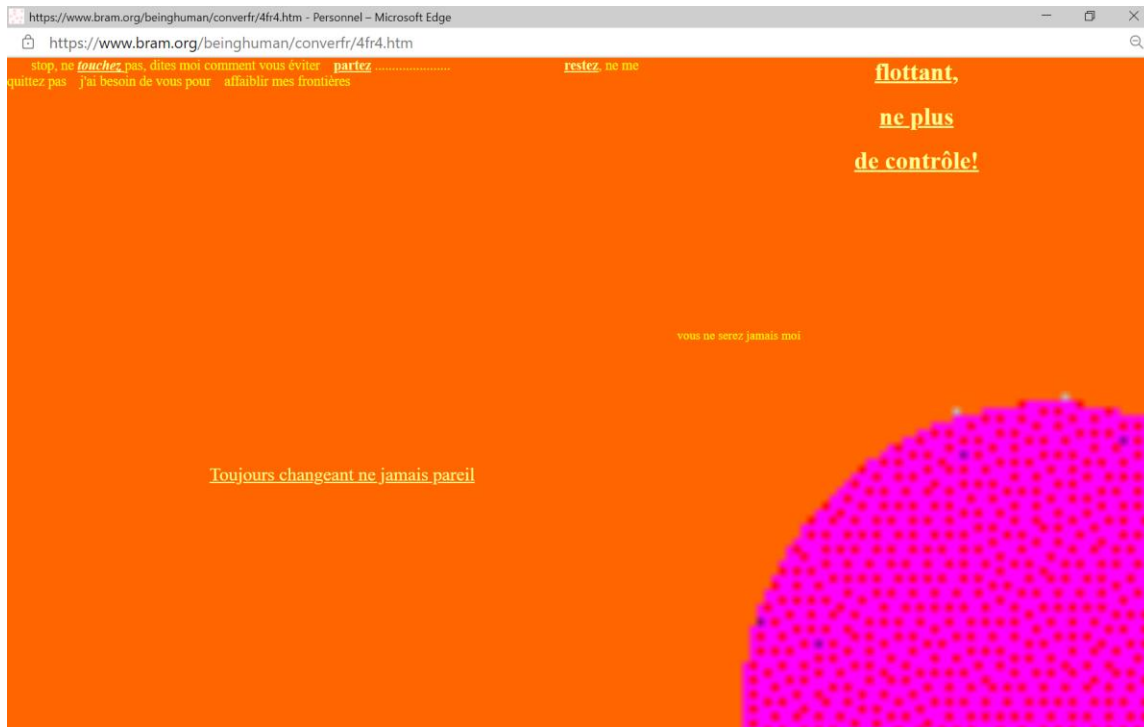 https://www.bram.org/beinghuman/converfr/4fr4.htm - Personnel – Microsoft Edge
https://www.bram.org/beinghuman/converfr/4fr4.htm
stop, ne touchez pas, dites moi comment vous éviter partez ...................... restez, ne me
quittez pas j'ai besoin de vous pour affaiblir mes frontières
flottant,
ne plus
de contrôle!
vous ne serez jamais moi
Toujours changeant ne jamais pareil